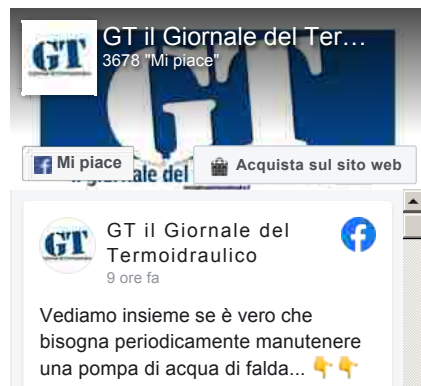 GT
GT il Giornale del Ter…
3678 "Mi piace"
GT
Mi piace
ale del
Acquista sul sito web
GT
GT il Giornale del
Termoidraulico
9 ore fa
Vediamo insieme se è vero che
bisogna periodicamente manutenere
una pompa di acqua di falda... 👇👇